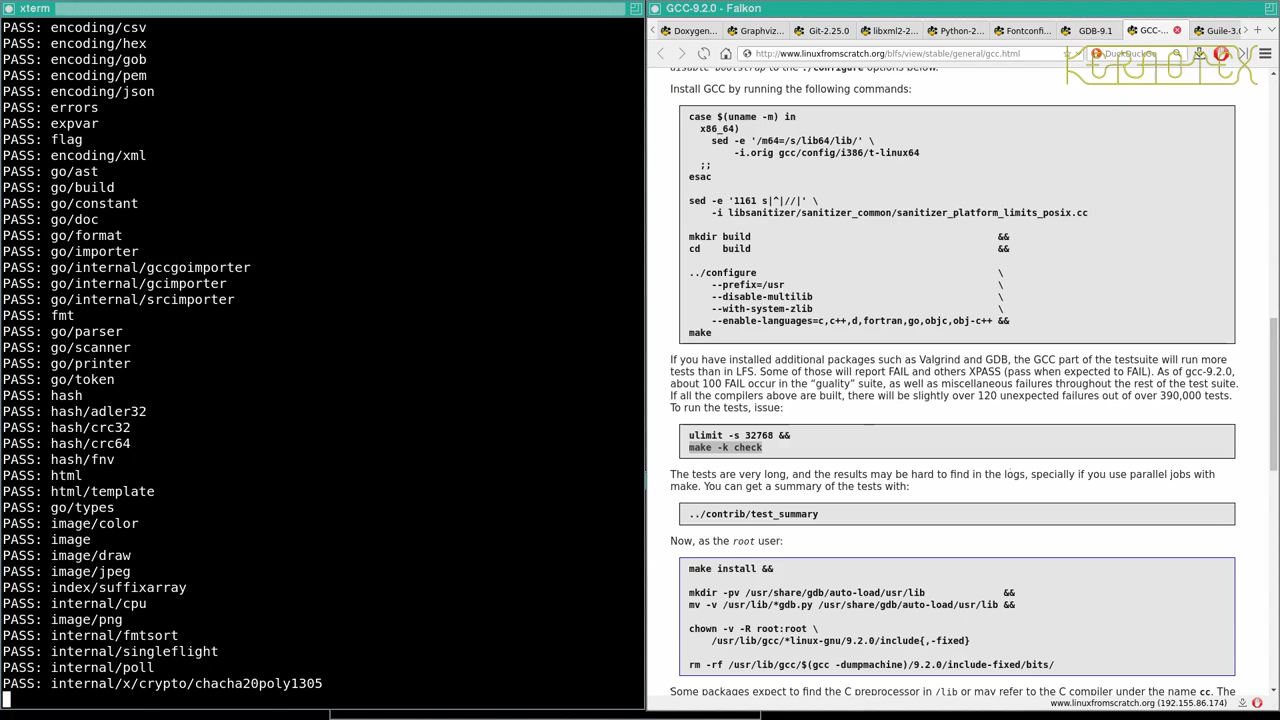 xterm
PASS: encoding/csv
PASS: encoding/hex
PASS: encoding/gob
PASS: encoding/pem
PASS: encoding/json
PASS: errors
PASS: expvar
PASS: flag
PASS: encoding/xml
PASS: go/ast
PASS: go/build
PASS: go/constant
PASS: go/doc
PASS: go/format
PASS: go/importer
PASS: go/internal/gccgoimporter
PASS: go/internal/gcimporter
PASS: go/internal/srcimporter
PASS: fmt
PASS: go/parser
PASS: go/scanner
PASS: go/printer
PASS: go/token
PASS: hash
PASS: hash/adler32
PASS: hash/crc32
PASS: hash/crc64
PASS: hash/fnv
PASS: html
PASS: html/template
PASS: go/types
PASS: image/color
PASS: image
PASS: image/draw
PASS: image/jpeg
PASS: index/suffixarray
PASS: internal/cpu
PASS: image/png
PASS: internal/fmtsort
PASS: internal/singleflight
PASS: internal/poll
PASS: internal/x/crypto/chacha20poly1305
GCC-9.2.0 - Falkon
Doxygen... Graphviz... Git-2.25.0 libxml2-... Python-2... Fontconfi... GDB-9.1 GCC-... Guile-3.0
http://www.linuxfromscratch.org/blfs/view/stable/general/gcc.html DuckDuckGo
KERNOTEX
disable-bootstrap to the ./configure options below.
Install GCC by running the following commands:
case $(uname -m) in
x86_64)
sed -e '/m64=/s/lib64/lib/' \
-i.orig gcc/config/i386/t-linux64
;;
esac
sed -e '1161 s|^|//|' \
-i libsanitizer/sanitizer_common/sanitizer_platform_limits_posix.cc
mkdir build &&
cd build &&
../configure \
--prefix=/usr \
--disable-multilib \
--with-system-zlib \
--enable-languages=c,c++,d,fortran,go,objc,obj-c++ &&
make
If you have installed additional packages such as Valgrind and GDB, the GCC part of the testsuite will run more
tests than in LFS. Some of those will report FAIL and others XPASS (pass when expected to FAIL). As of gcc-9.2.0,
about 100 FAIL occur in the “guality” suite, as well as miscellaneous failures throughout the rest of the test suite.
If all the compilers above are built, there will be slightly over 120 unexpected failures out of over 390,000 tests.
To run the tests, issue:
ulimit -s 32768 &&
make -k check
The tests are very long, and the results may be hard to find in the logs, specially if you use parallel jobs with
make. You can get a summary of the tests with:
../contrib/test_summary
Now, as the root user:
make install &&
mkdir -pv /usr/share/gdb/auto-load/usr/lib &&
mv -v /usr/lib/*gdb.py /usr/share/gdb/auto-load/usr/lib &&
chown -v -R root:root \
/usr/lib/gcc/*linux-gnu/9.2.0/include{,-fixed}
rm -rf /usr/lib/gcc/$(gcc -dumpmachine)/9.2.0/include-fixed/bits/
Some packages expect to find the C preprocessor in /lib or may refer to the C compiler under the name cc. The
www.linuxfromscratch.org (192.155.86.174)